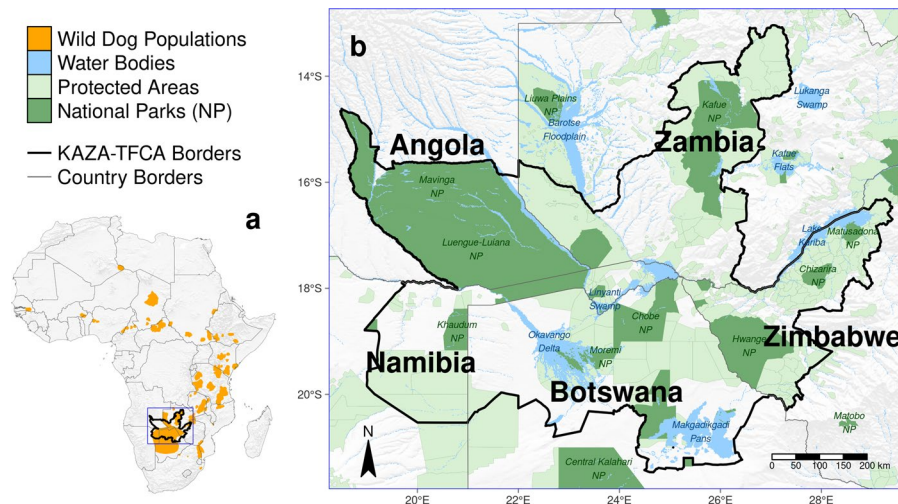 Wild Dog Populations
Water Bodies
Protected Areas
National Parks (NP)
KAZA-TFCA Borders
Country Borders
a
b
14°S
16°S
18°S
20°S
20°E
22°E
24°E
26°E
28°E
Angola
Zambia
Namibia
Botswana
Zimbabwe
Liuwa Plains
NP
Barotse
Floodplain
Kafue
NP
Lukanga
Swamp
Kafue
Flats
Mavinga
NP
Luengue-Luiana
NP
Lake
Kariba
Matusadona
NP
Chizarira
NP
Linyanti
Swamp
Chobe
NP
Khaudum
NP
Okavango
Delta
Moremi
NP
Hwange
NP
Makgadikgadi
Pans
Matobo
NP
Central Kalahari
NP
N
0 50 100 150 200 km